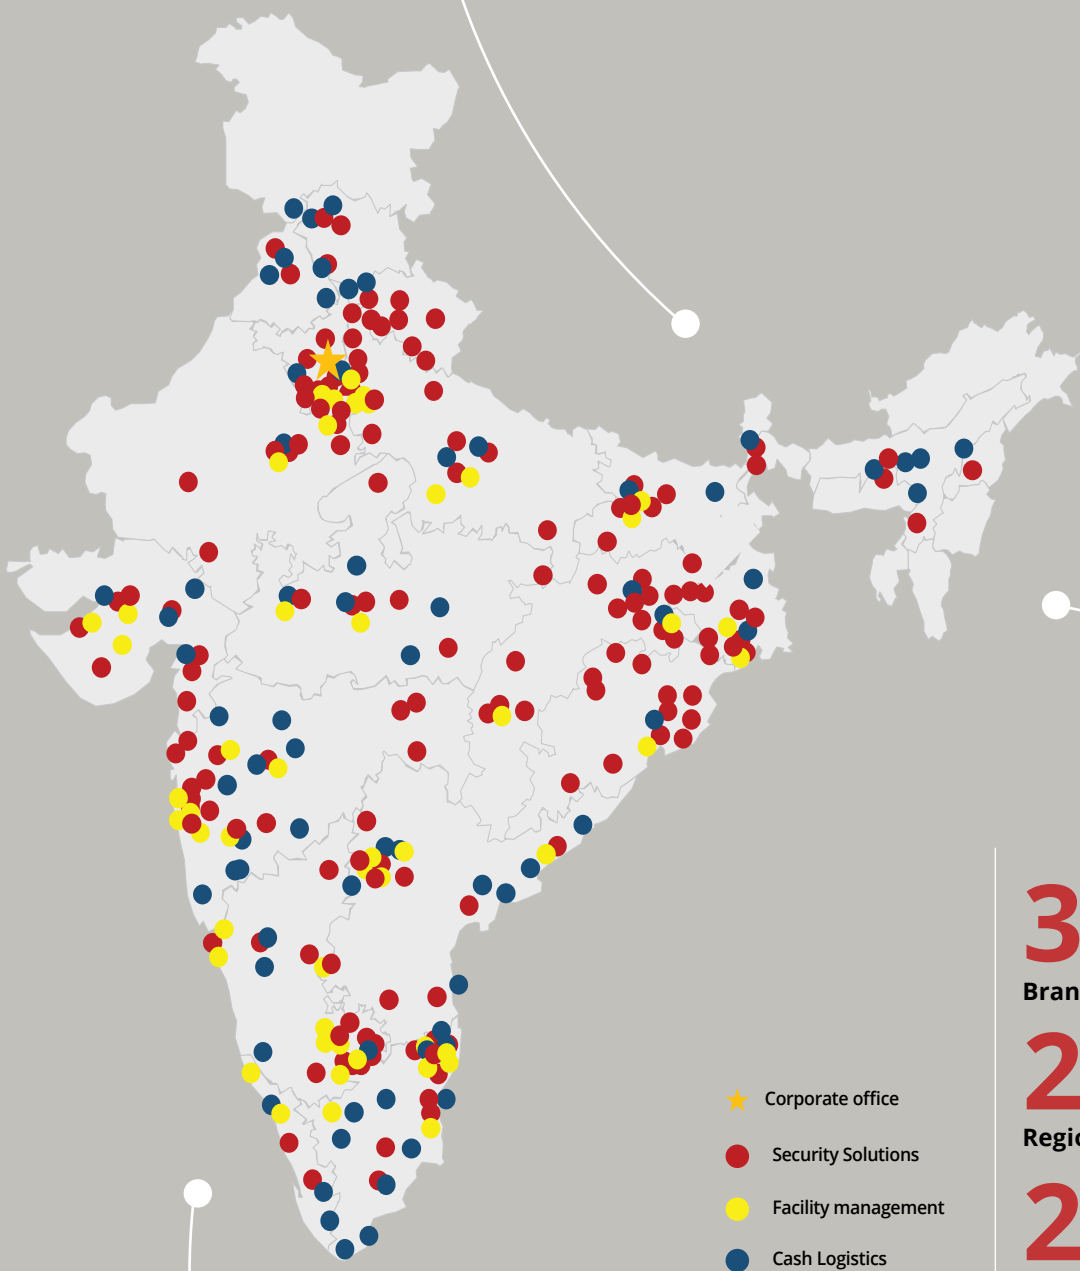 Corporate office
Security Solutions
Facility management
Cash Logistics
3
Bran
2
Regio
2